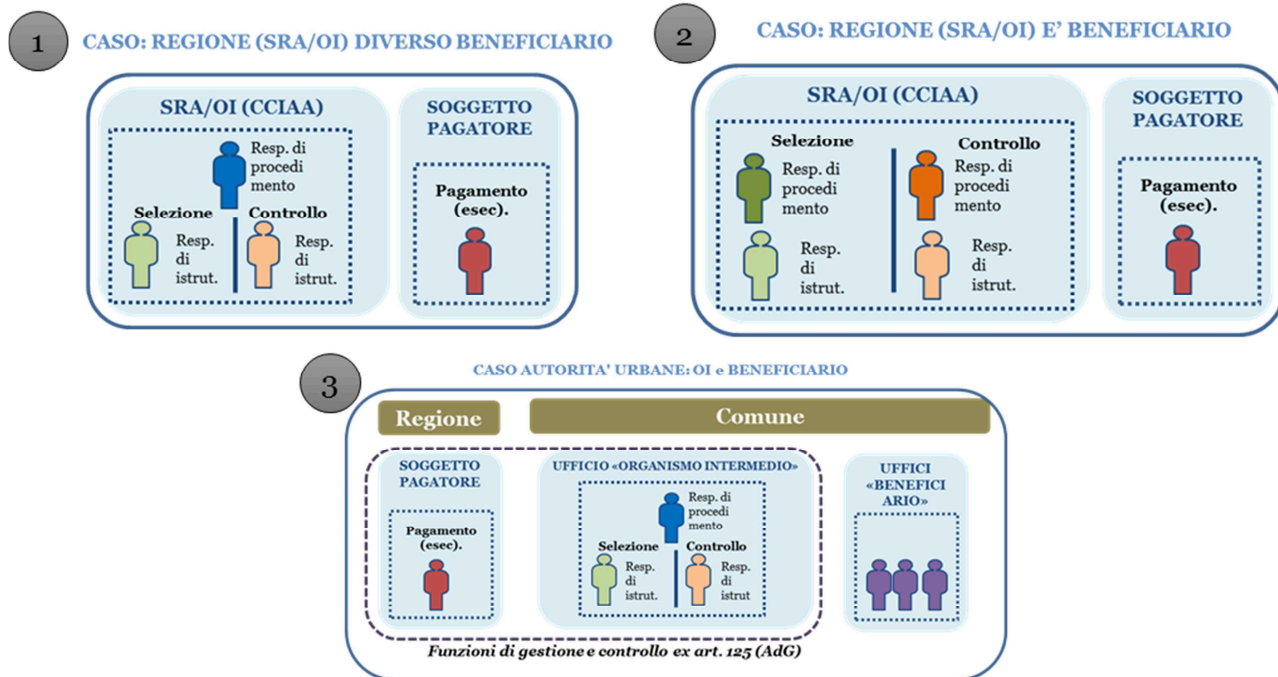 1
CASO: REGIONE (SRA/OI) DIVERSO BENEFICIARIO
SRA/OI (CCIAA)
Resp. di
procedi
mento
Selezione
Controllo
Resp.
di
istrut.
Resp.
di
istrut.
SOGGETTO
PAGATORE
Pagamento
(esec).
2
CASO: REGIONE (SRA/OI) E' BENEFICIARIO
SRA/OI (CCIAA)
Selezione
Resp. di
procedi
mento
Resp.
di
istrut.
Controllo
Resp. di
procedi
mento
Resp.
di
istrut.
SOGGETTO
PAGATORE
Pagamento
(esec).
3
CASO AUTORITA' URBANE: OI e BENEFICIARIO
Regione
Comune
SOGGETTO
PAGATORE
Pagamento
(esec).
UFFICIO «ORGANISMO INTERMEDIO»
Resp. di
procedi
mento
Selezione
Controllo
Resp.
di
istrut.
Resp.
di
istrut
UFFICI
«BENEFICI
ARIO»
Funzioni di gestione e controllo ex art. 125 (AdG)